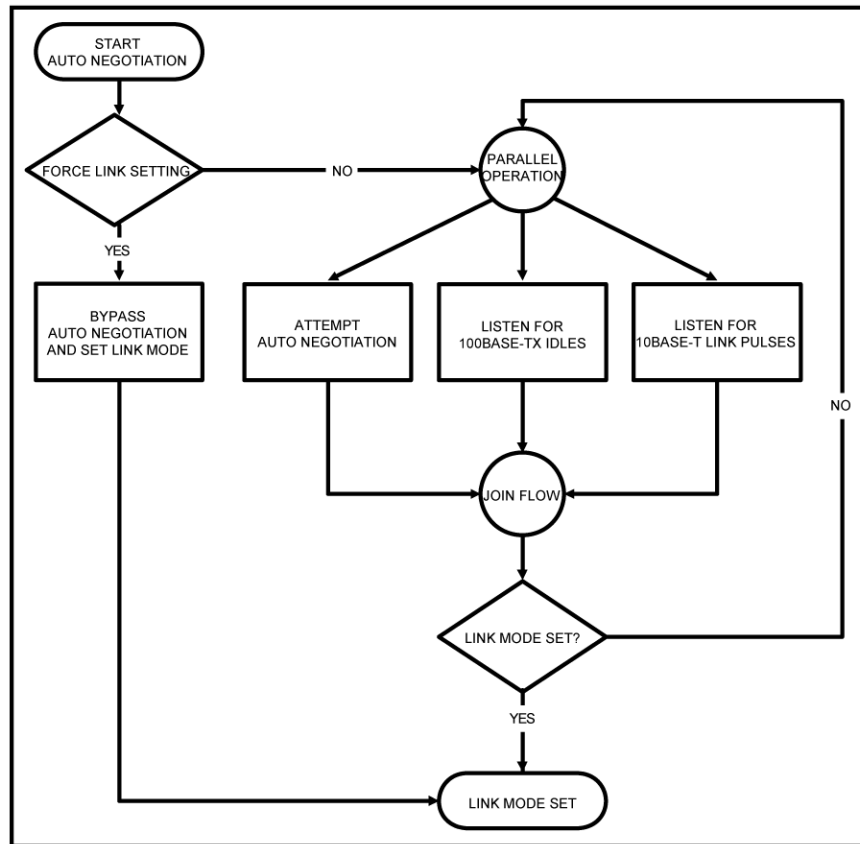 START
AUTO NEGOTIATION
FORCE LINK SETTING
NO
PARALLEL
OPERATION
YES
BYPASS
AUTO NEGOTIATION
AND SET LINK MODE
ATTEMPT
AUTO NEGOTIATION
LISTEN FOR
100BASE-TX IDLES
LISTEN FOR
10BASE-T LINK PULSES
NO
JOIN FLOW
LINK MODE SET?
YES
LINK MODE SET